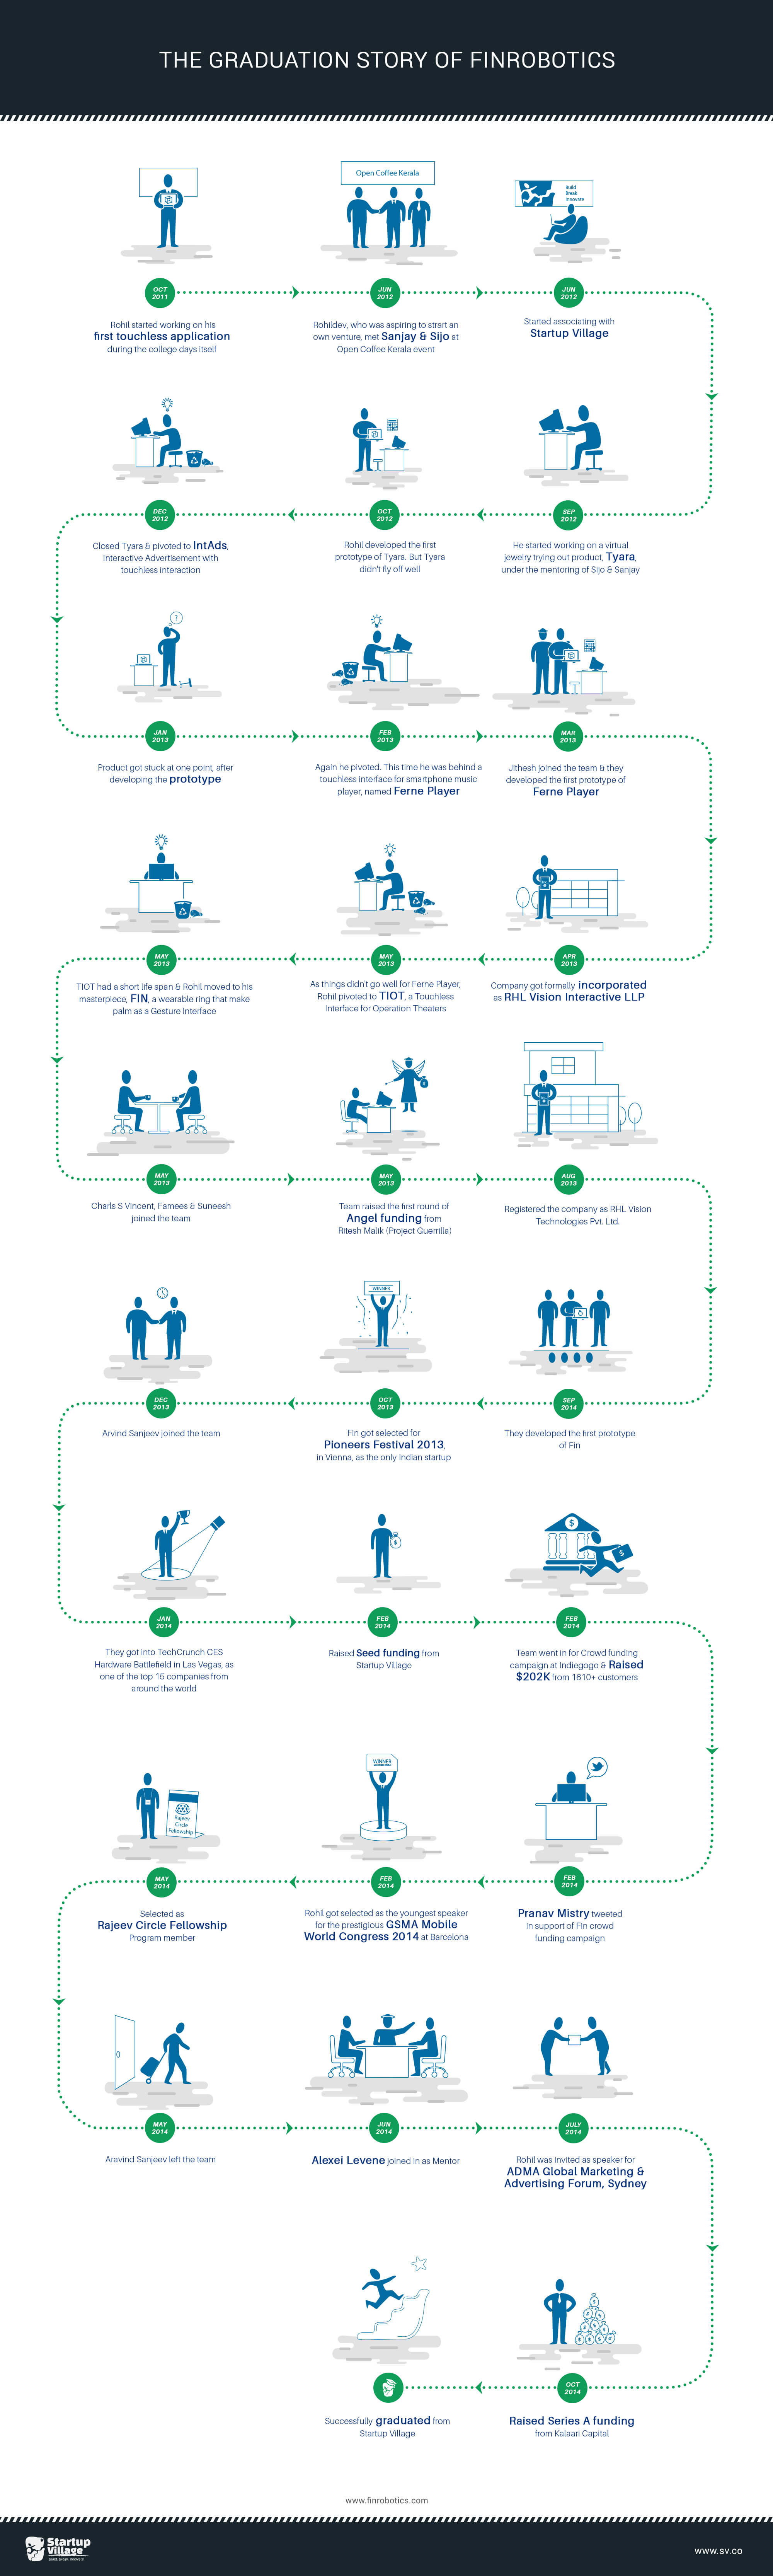 THE GRADUATION STORY OF FINROBOTICS
Open Coffee Kerala
Build
Break
Innovate
OCT
2011
JUN
2012
JUN
2012
Rohil started working on his
first touchless application
during the college days itself
Rohildev, who was aspiring to strart an
own venture, met Sanjay & Sijo at
Open Coffee Kerala event
Started associating with
Startup Village
DEC
2012
OCT
2012
SEP
2012
Closed Tyara & pivoted to IntAds,
Interactive Advertisement with
touchless interaction
Rohil developed the first
prototype of Tyara. But Tyara
didn't fly off well
He started working on a virtual
jewelry trying out product, Tyara,
under the mentoring of Sijo & Sanjay
?
JAN
2013
FEB
2013
MAR
2013
Product got stuck at one point, after
developing the prototype
Again he pivoted. This time he was behind a
touchless interface for smartphone music
player, named Ferne Player
Jithesh joined the team & they
developed the first prototype of
Ferne Player
MAY
2013
MAY
2013
APR
2013
TIOT had a short life span & Rohil moved to his
masterpiece, FIN, a wearable ring that make
palm as a Gesture Interface
As things didn't go well for Ferne Player,
Rohil pivoted to TIOT, a Touchless
Interface for Operation Theaters
Company got formally incorporated
as RHL Vision Interactive LLP
MAY
2013
MAY
2013
AUG
2013
Charls S Vincent, Famees & Suneesh
joined the team
Team raised the first round of
Angel funding from
Ritesh Malik (Project Guerrilla)
Registered the company as RHL Vision
Technologies Pvt. Ltd.
WINNER
DEC
2013
OCT
2013
SEP
2014
Arvind Sanjeev joined the team
Fin got selected for
Pioneers Festival 2013,
in Vienna, as the only Indian startup
They developed the first prototype
of Fin
$
$
JAN
2014
FEB
2014
FEB
2014
They got into TechCrunch CES
Hardware Battlefield in Las Vegas, as
one of the top 15 companies from
around the world
Raised Seed funding from
Startup Village
Team went in for Crowd funding
campaign at Indiegogo & Raised
$202K from 1610+ customers
WINNER
Rajeev
Circle
Fellowship
MAY
2014
FEB
2014
FEB
2014
Selected as
Rajeev Circle Fellowship
Program member
Rohil got selected as the youngest speaker
for the prestigious GSMA Mobile
World Congress 2014 at Barcelona
Pranav Mistry tweeted
in support of Fin crowd
funding campaign
MAY
2014
JUN
2014
JULY
2014
Aravind Sanjeev left the team
Alexei Levene joined in as Mentor
Rohil was invited as speaker for
ADMA Global Marketing &
Advertising Forum, Sydney
OCT
2014
Successfully graduated from
Startup Village
Raised Series A funding
from Kalaari Capital
www.finrobotics.com
Startup
Village
build. break. innovate
www.sv.co